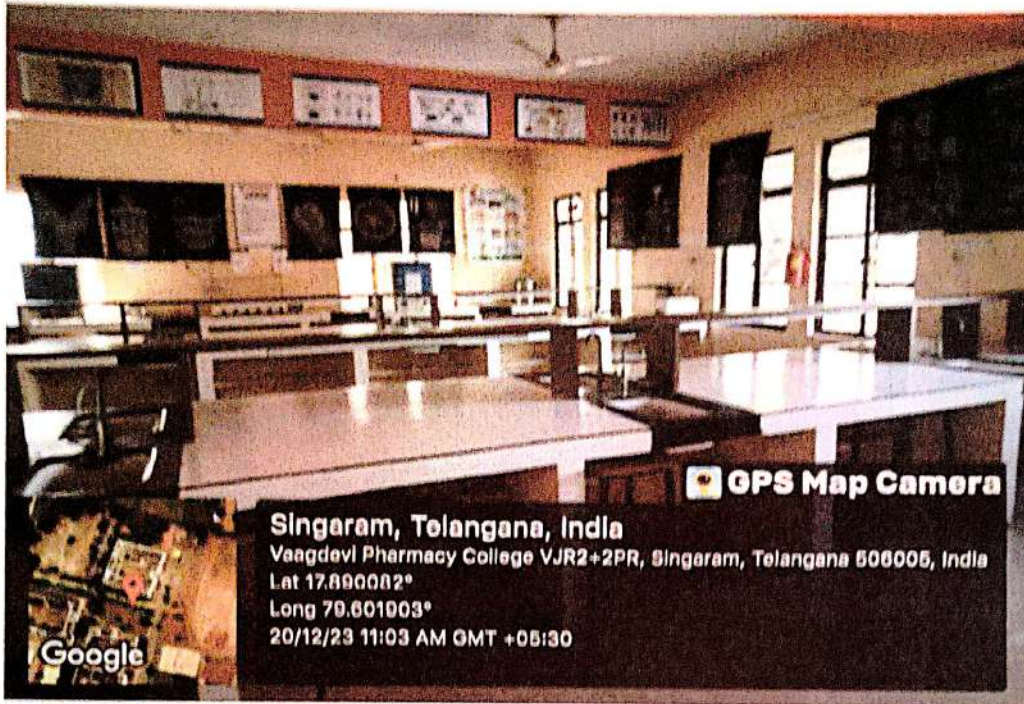 GPS Map Camera
Singaram, Telangana, India
Vaagdevi Pharmacy College VJR2+2PR, Singaram, Telangana 506005, India
Lat 17.890082°
Long 79.601903°
20/12/23 11:03 AM GMT +05:30
Google